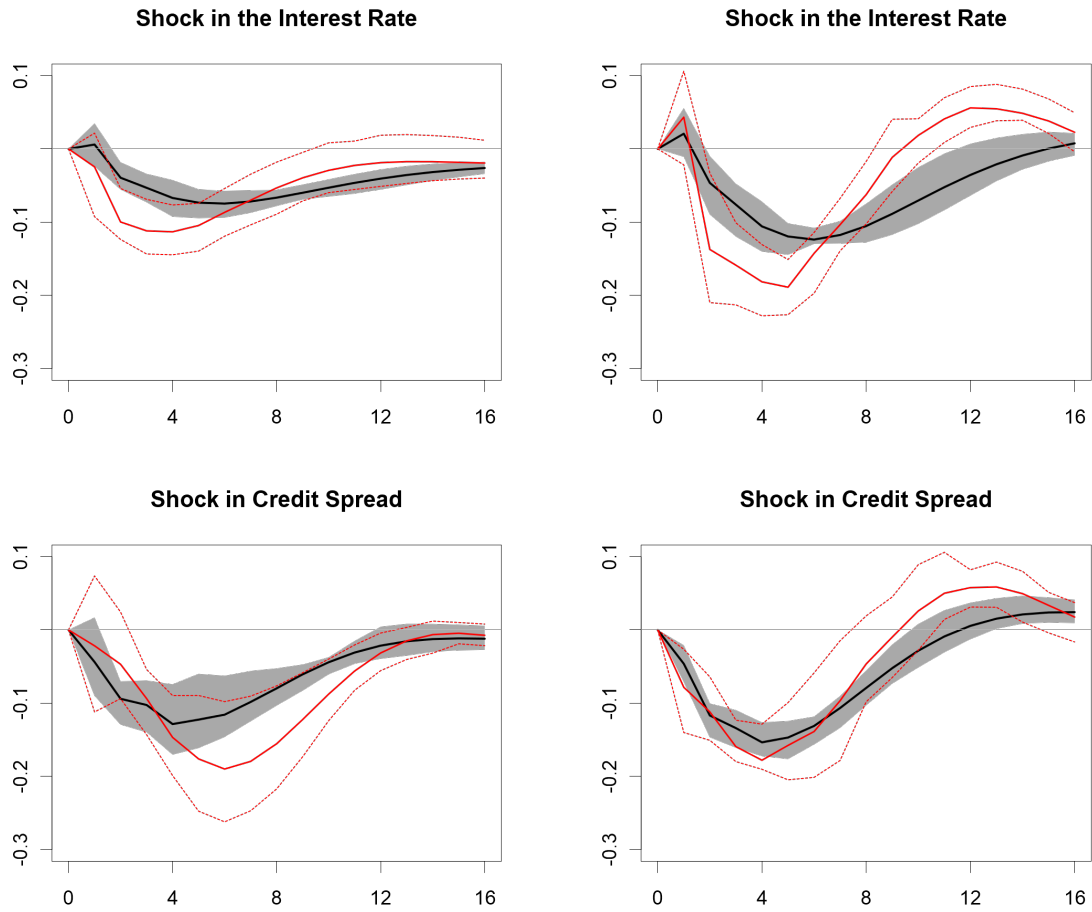 Shock in the Interest Rate
0.1
-0.1
-0.2
-0.3
0 4 8 12 16
Shock in the Interest Rate
0.1
-0.1
-0.2
-0.3
0 4 8 12 16
Shock in Credit Spread
0.1
-0.1
-0.2
-0.3
0 4 8 12 16
Shock in Credit Spread
0.1
-0.1
-0.2
-0.3
0 4 8 12 16